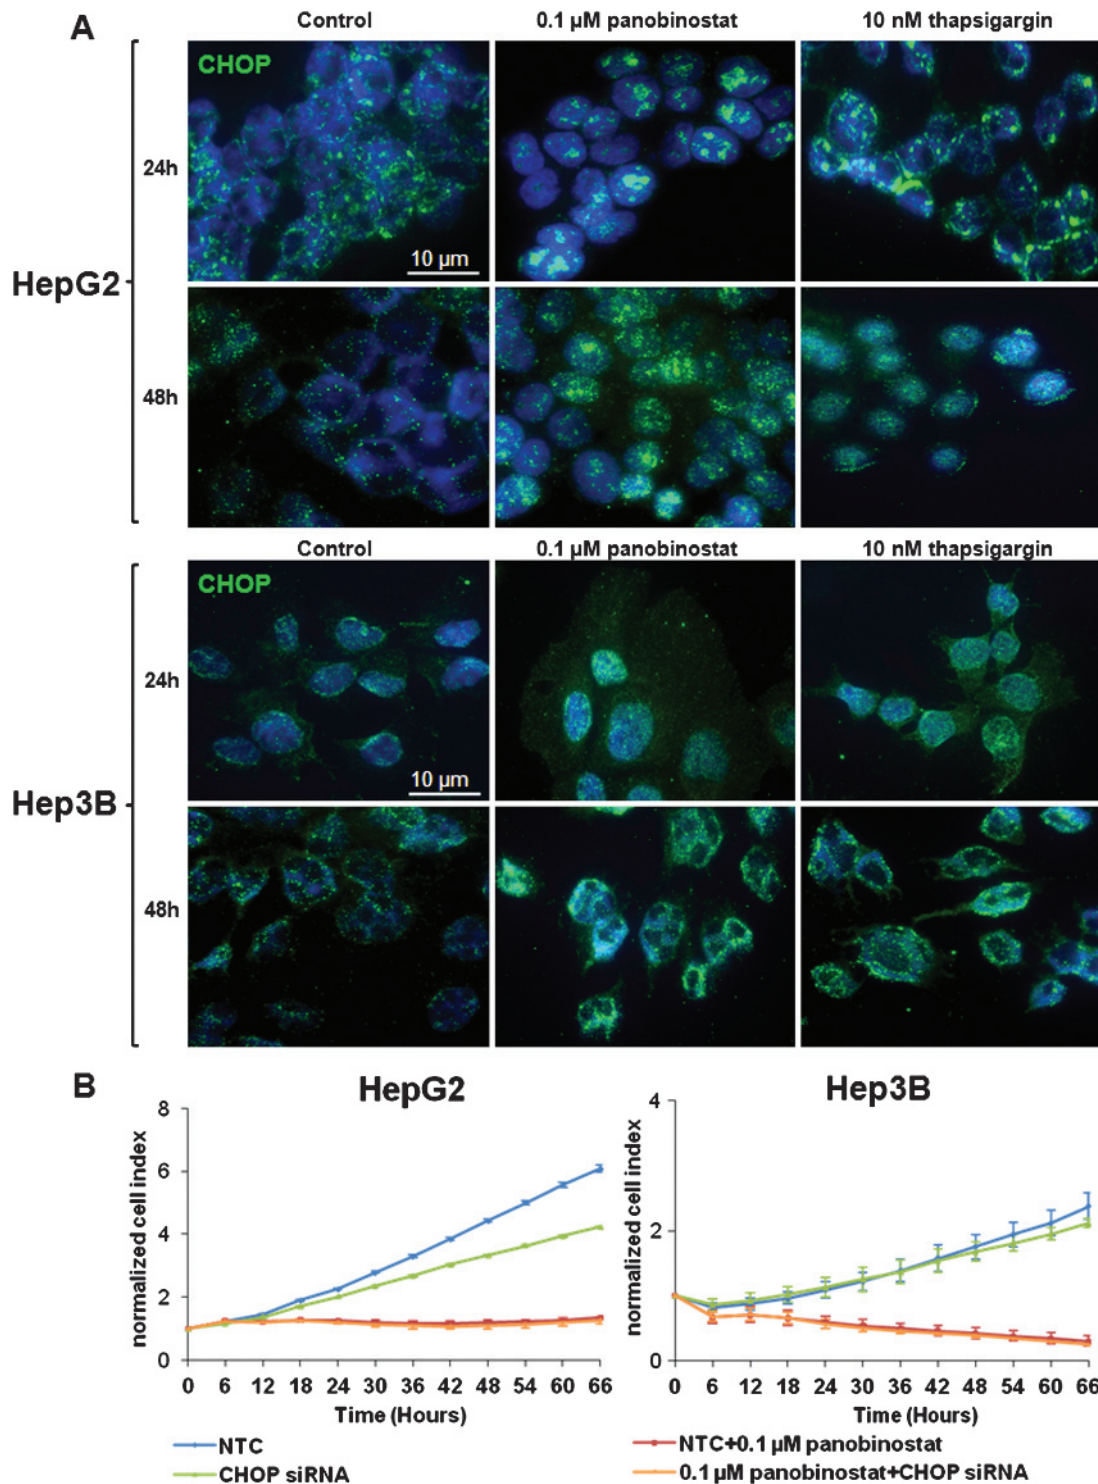 A
Control
0.1 µM panobinostat
10 nM thapsigargin
CHOP
24h
10 µm
HepG2
48h
Control
0.1 µM panobinostat
10 nM thapsigargin
CHOP
24h
10 µm
Hep3B
48h
B
HepG2
Hep3B
normalized cell index
8
6
4
2
0
0 6 12 18 24 30 36 42 48 54 60 66
Time (Hours)
normalized cell index
4
2
0
0 6 12 18 24 30 36 42 48 54 60 66
Time (Hours)
NTC
CHOP siRNA
NTC+0.1 µM panobinostat
0.1 µM panobinostat+CHOP siRNA